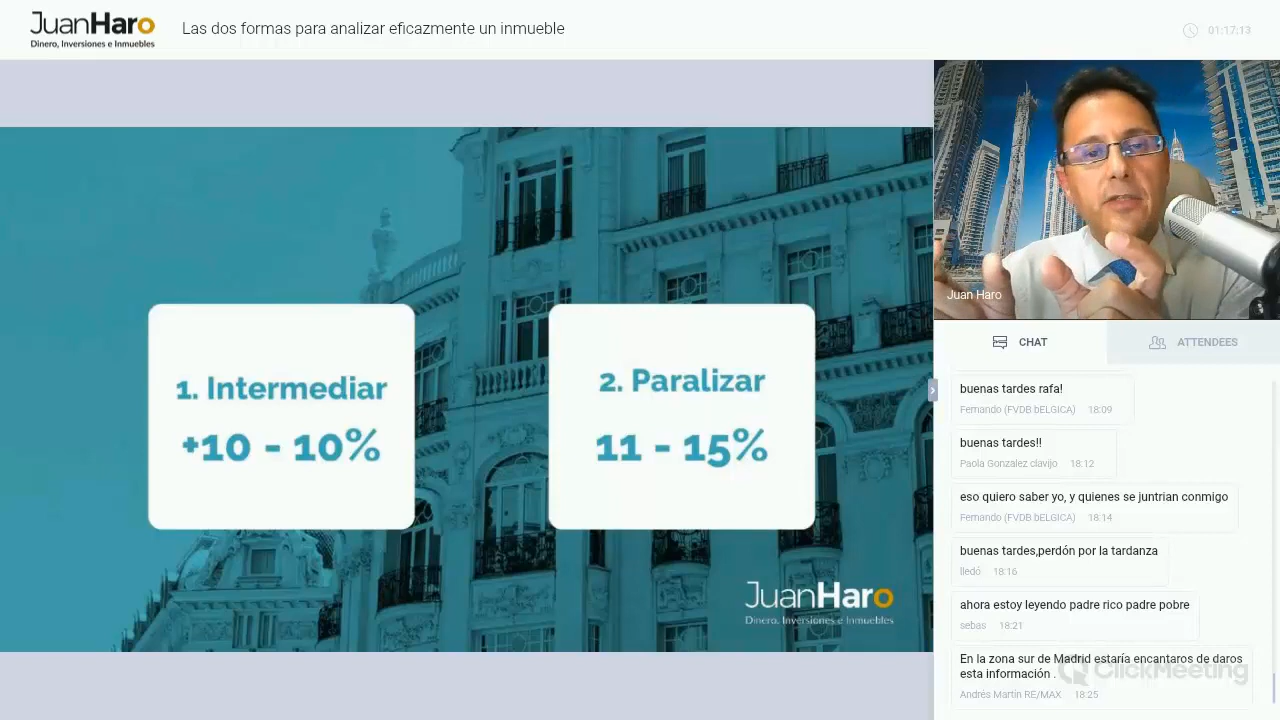 JuanHaro
Dinero, Inversiones e Inmuebles
Las dos formas para analizar eficazmente un inmueble
01:17:13
1. Intermediar
+10 - 10%
2. Paralizar
11 - 15%
JuanHaro
Dinero, Inversiones e Inmuebles
Juan Haro
CHAT
ATTENDEES
buenas tardes rafa!
Fernando (FVDB bELGICA) 18:09
buenas tardes!!
Paola Gonzalez clavijo 18:12
eso quiero saber yo, y quienes se juntrian conmigo
Fernando (FVDB bELGICA) 18:14
buenas tardes,perdón por la tardanza
lledó 18:16
ahora estoy leyendo padre rico padre pobre
sebas 18:21
En la zona sur de Madrid estaría encantaros de daros
esta información .
Andrés Martín RE/MAX 18:25
ClickMeeting